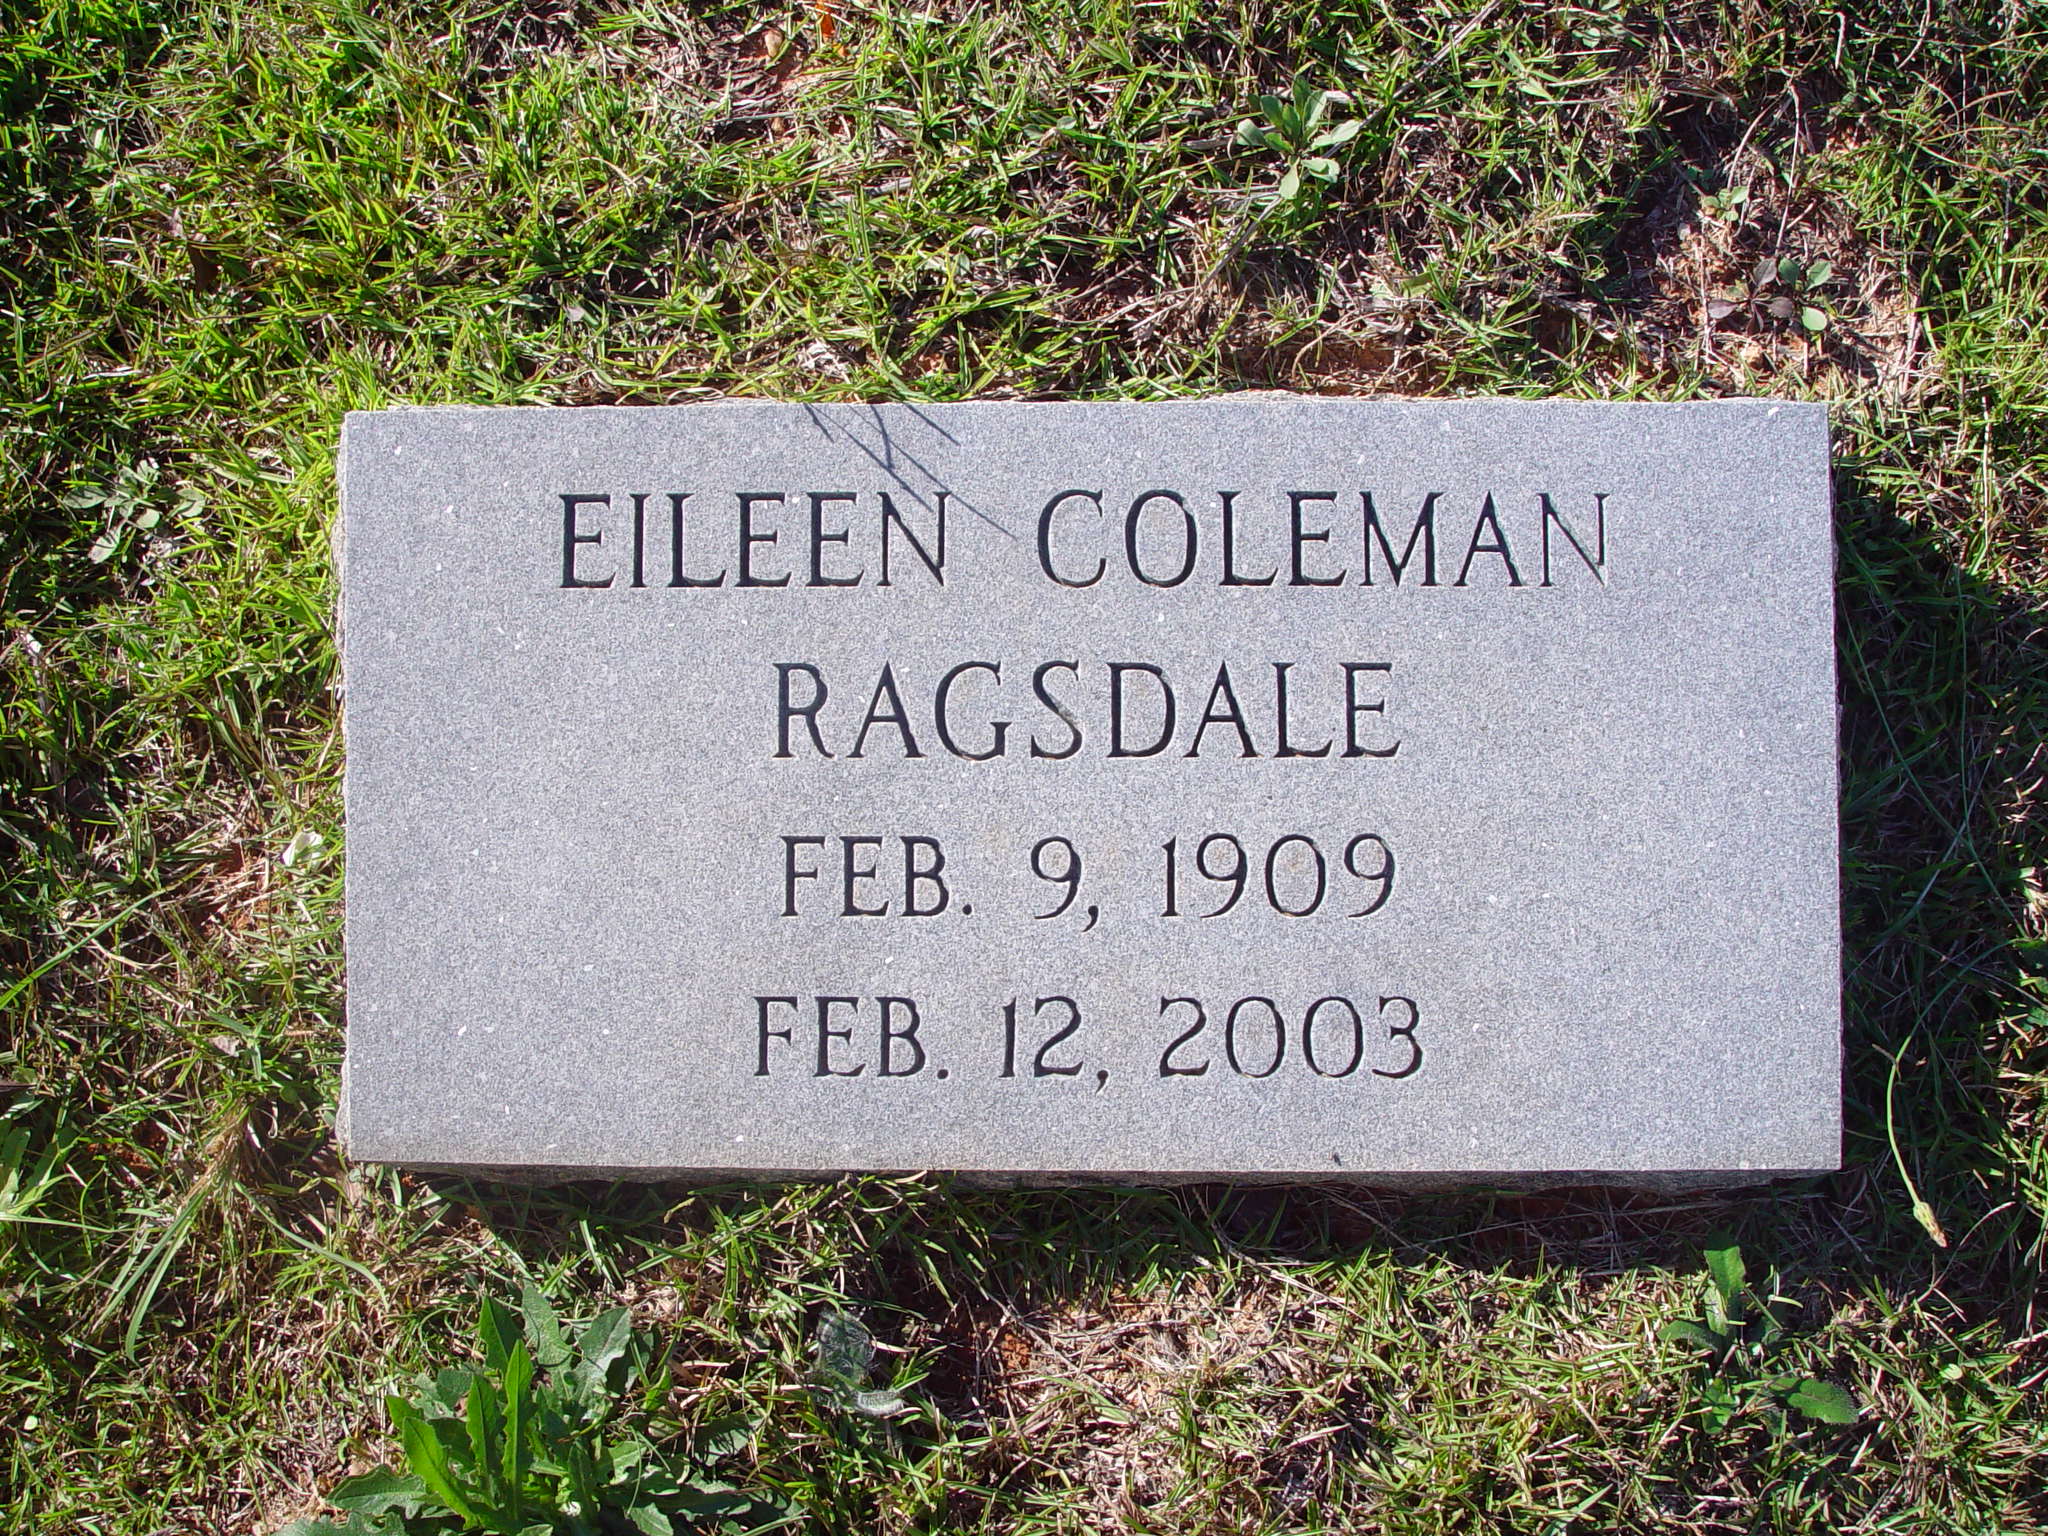 EILEEN COLEMAN
RAGSDALE
FEB. 9, 1909
FEB. 12, 2003